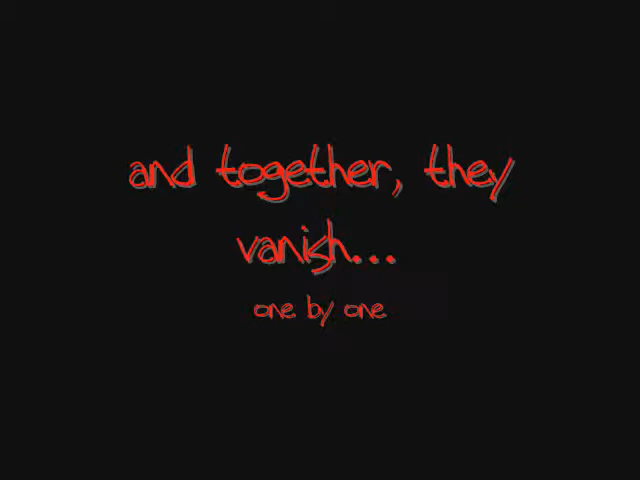 and together, they
vanish...
one by one